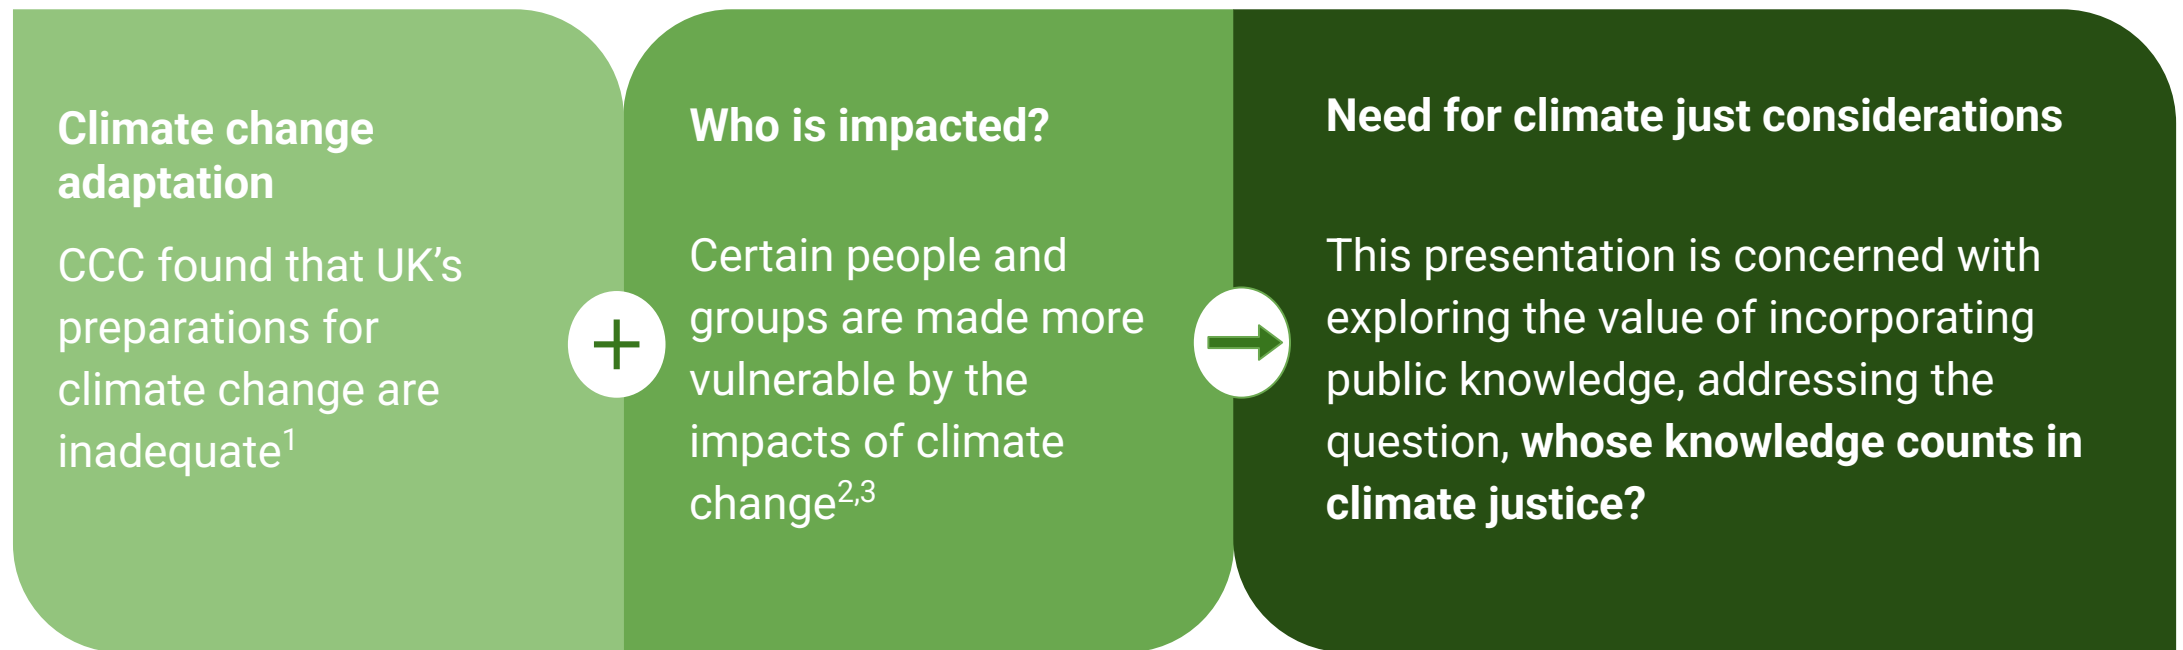 Climate change
adaptation
CCC found that UK’s
preparations for
climate change are
inadequate¹
Who is impacted?
Certain people and
groups are made more
vulnerable by the
impacts of climate
change²,³
Need for climate just considerations
This presentation is concerned with
exploring the value of incorporating
public knowledge, addressing the
question, whose knowledge counts in
climate justice?